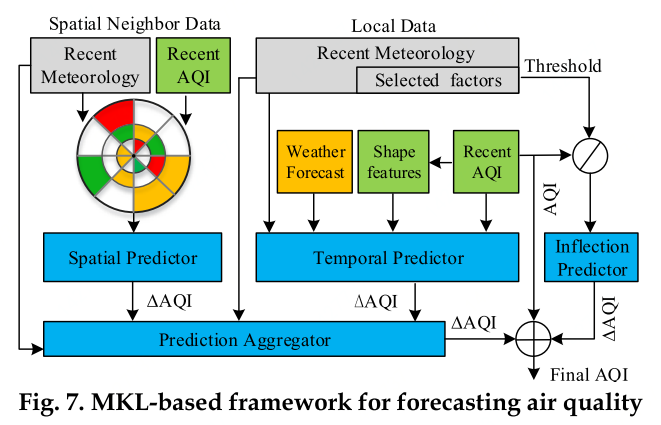 Spatial Neighbor Data
Local Data
Recent
Meteorology
Recent
AQI
Recent Meteorology
Selected factors
Threshold
Weather
Forecast
Shape
features
Recent
AQI
AQI
Spatial Predictor
Temporal Predictor
Inflection
Predictor
ΔAQI
ΔAQI
ΔAQI
Prediction Aggregator
ΔAQI
Final AQI
Fig. 7. MKL-based framework for forecasting air quality